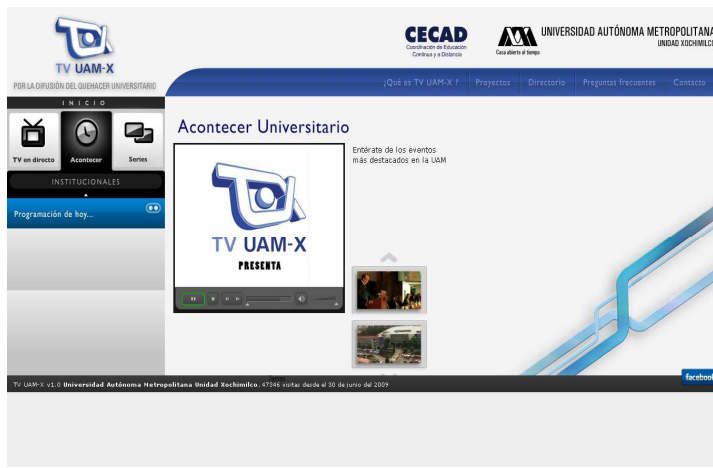 TV UAM-X
POR LA DIFUSIÓN DEL QUEHACER UNIVERSITARIO
CECAD
Coordinación de Educación
Continua y a Distancia
Casa abierta al tiempo
UNIVERSIDAD AUTÓNOMA METROPOLITANA
UNIDAD XOCHIMILC
¿Qué es TV UAM-X ? Proyectos Directorio Preguntas frecuentes Contacto
INICIO
TV en directo Acontecer Series
INSTITUCIONALES
Programación de hoy...
Acontecer Universitario
Entérate de los eventos
más destacados en la UAM
TV UAM-X
PRESENTA
TV UAM-X v1.0 Universidad Autónoma Metropolitana Unidad Xochimilco, 47346 visitas desde el 30 de junio del 2009
facebook